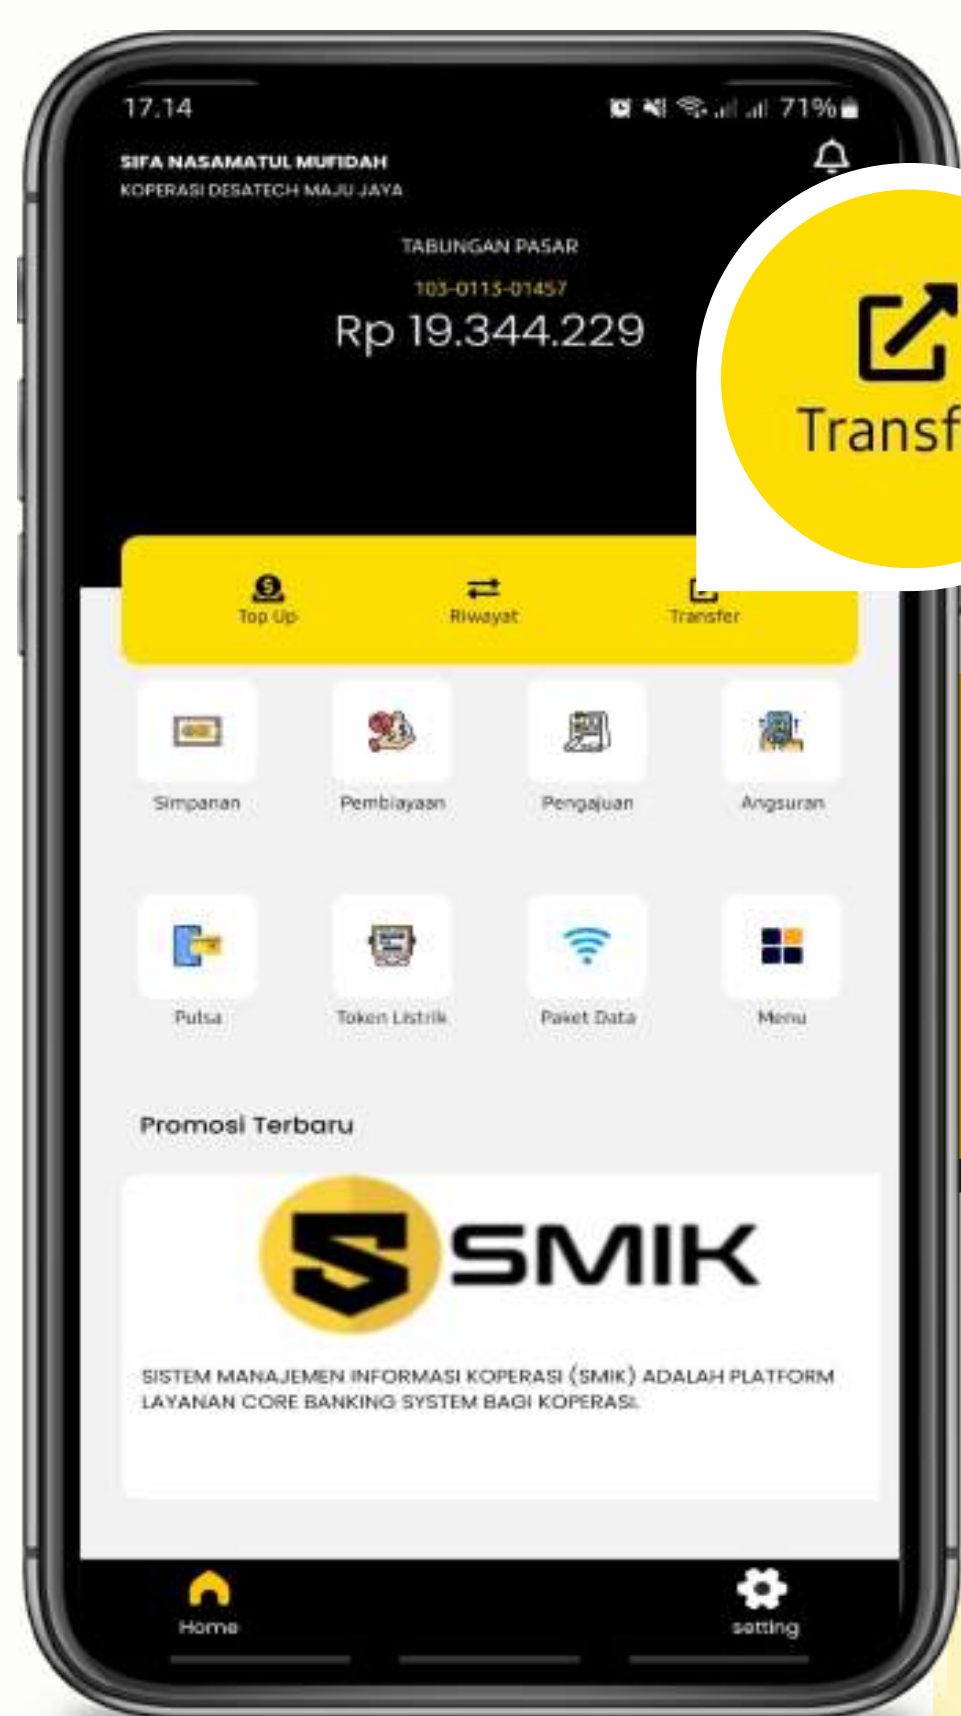 17.14
71%
SIFA NASAMATUL MUFIDAH
KOPERASI DESATECH MAJU JAYA
TABUNGAN PASAR
103-0113-01457
Rp 19.344.229
Transf
Top Up
Riwayat
Transfer
Simpanan
Pembiayaan
Pengajuan
Angsuran
Pulsa
Token Listrik
Paket Data
Menu
Promosi Terbaru
SMIK
SISTEM MANAJEMEN INFORMASI KOPERASI (SMIK) ADALAH PLATFORM
LAYANAN CORE BANKING SYSTEM BAGI KOPERASI.
Home
setting